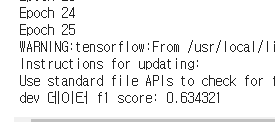 Epoch 24
Epoch 25
WARNING:tensorflow:From /usr/local/li
Instructions for updating:
Use standard file APIs to check for f
dev 데이터 f1 score: 0.634321